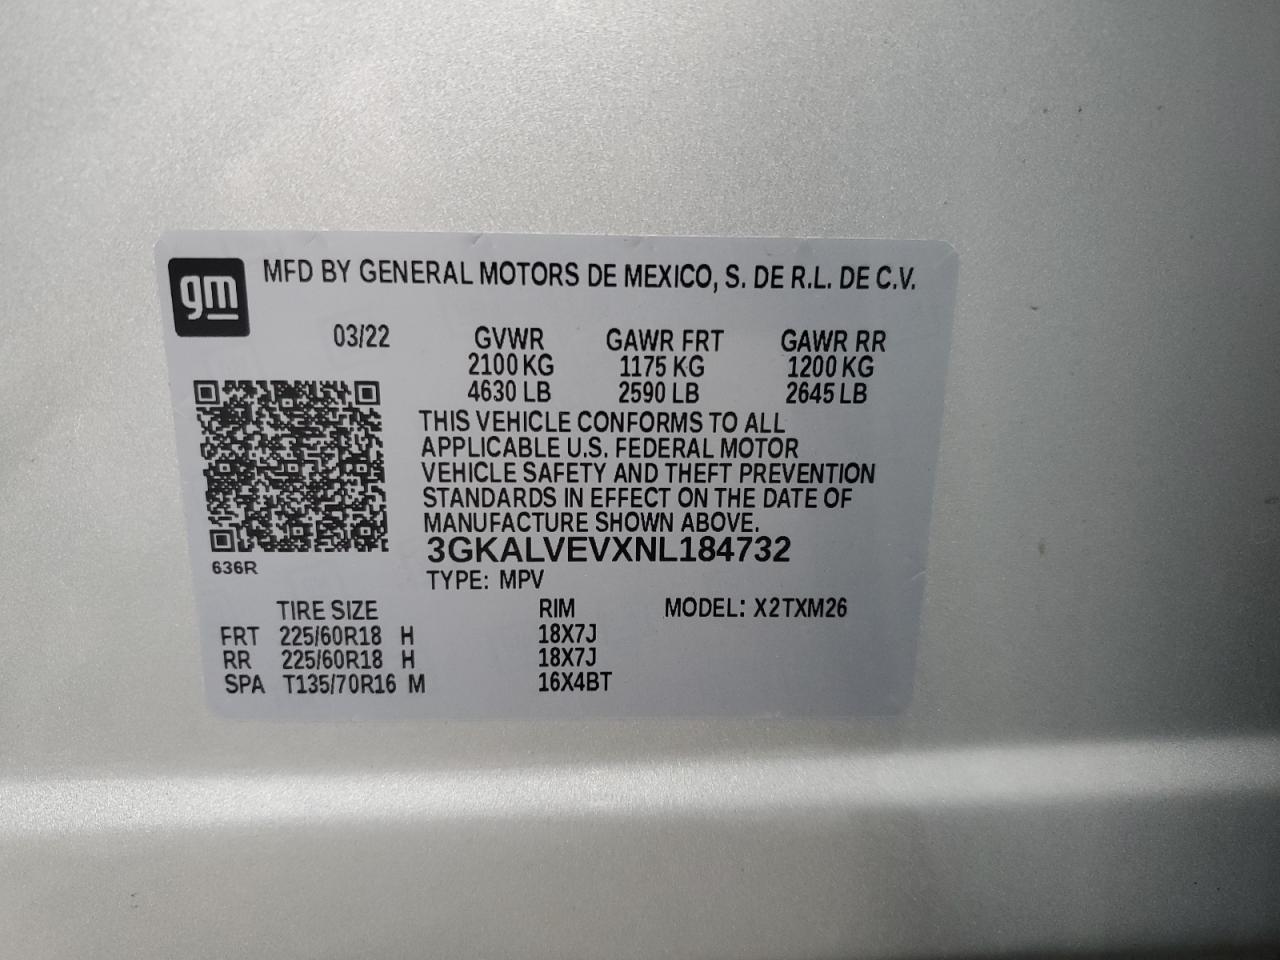 gm
MFD BY GENERAL MOTORS DE MEXICO, S. DE R.L. DE C.V.
03/22 GVWR GAWR FRT GAWR RR
2100 KG 1175 KG 1200 KG
4630 LB 2590 LB 2645 LB
THIS VEHICLE CONFORMS TO ALL
APPLICABLE U.S. FEDERAL MOTOR
VEHICLE SAFETY AND THEFT PREVENTION
STANDARDS IN EFFECT ON THE DATE OF
MANUFACTURE SHOWN ABOVE.
3GKALVEVXNL184732
636R
TYPE: MPV
TIRE SIZE RIM MODEL: X2TXM26
FRT 225/60R18 H 18X7J
RR 225/60R18 H 18X7J
SPA T135/70R16 M 16X4BT